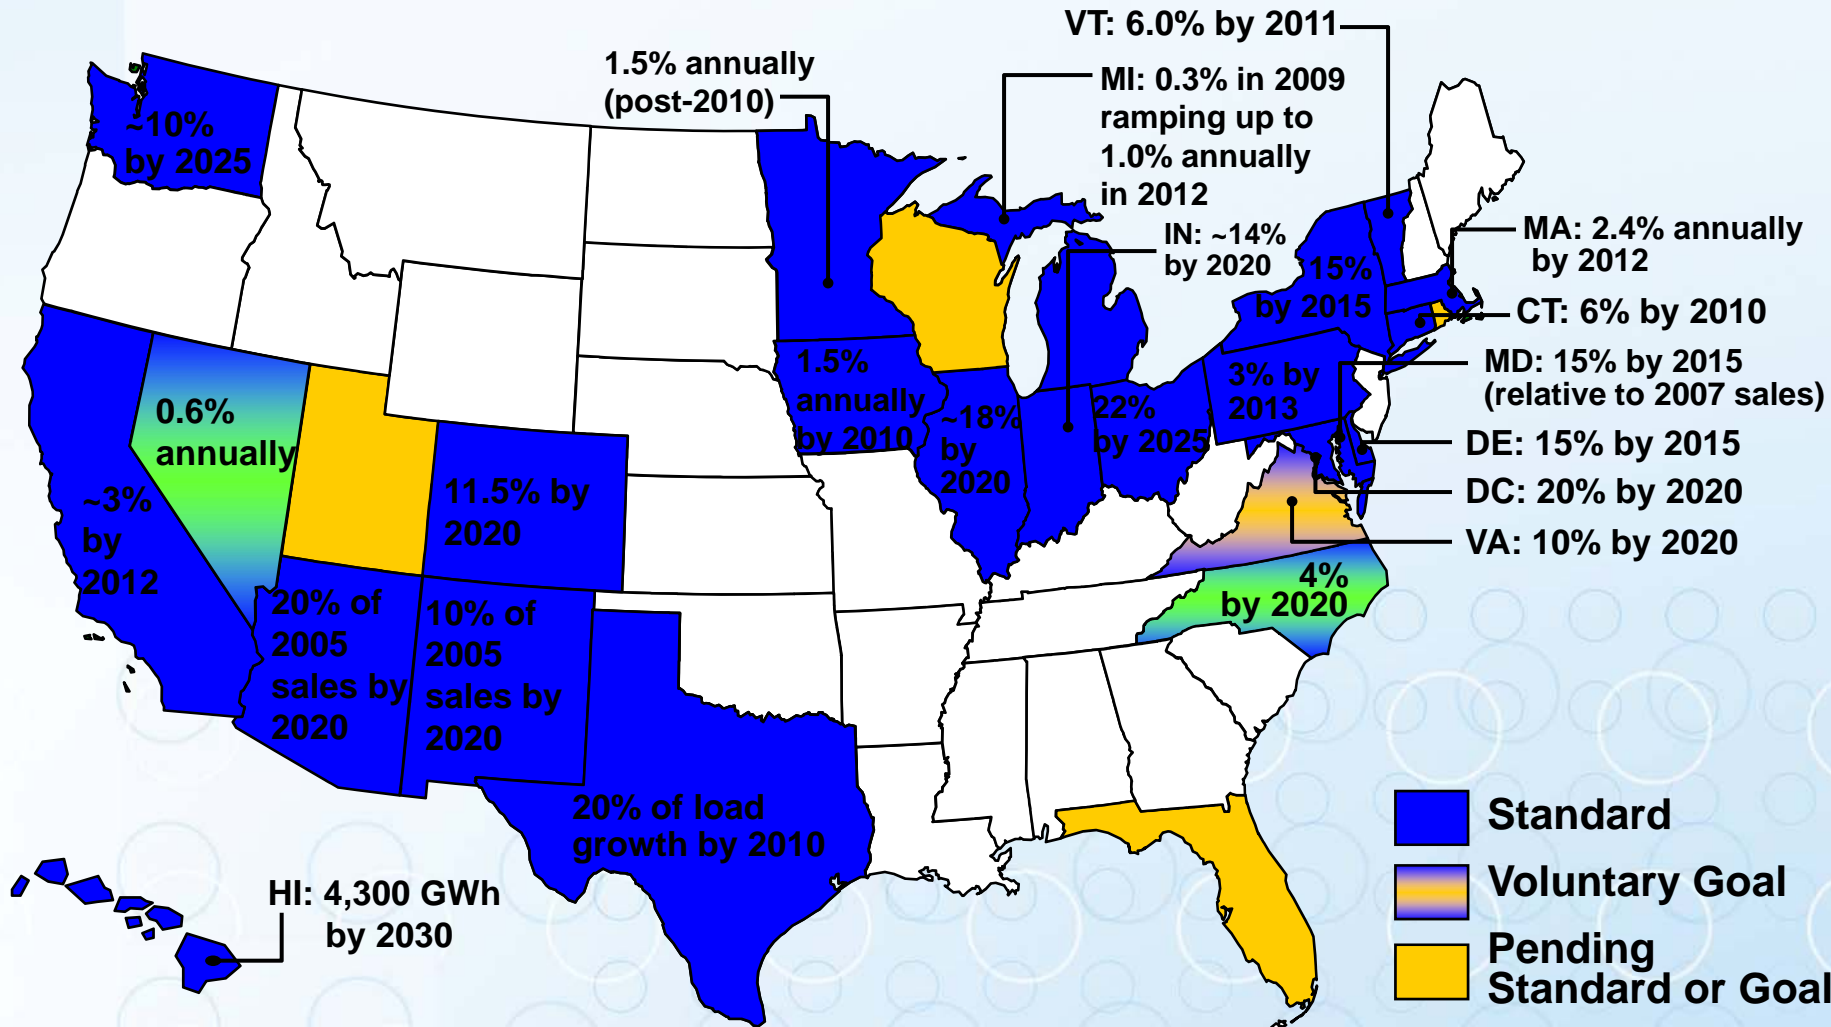 VT: 6.0% by 2011
1.5% annually
(post-2010)
MI: 0.3% in 2009
ramping up to
1.0% annually
in 2012
~10%
by 2025
IN: ~14%
by 2020
MA: 2.4% annually
by 2012
15%
by 2015
CT: 6% by 2010
MD: 15% by 2015
(relative to 2007 sales)
1.5%
annually
by 2010
~18%
by
2020
22%
by 2025
3% by
2013
0.6%
annually
DE: 15% by 2015
DC: 20% by 2020
VA: 10% by 2020
~3%
by
2012
11.5% by
2020
4%
by 2020
20% of
2005
sales by
2020
10% of
2005
sales by
2020
20% of load
growth by 2010
HI: 4,300 GWh
by 2030
Standard
Voluntary Goal
Pending
Standard or Goal